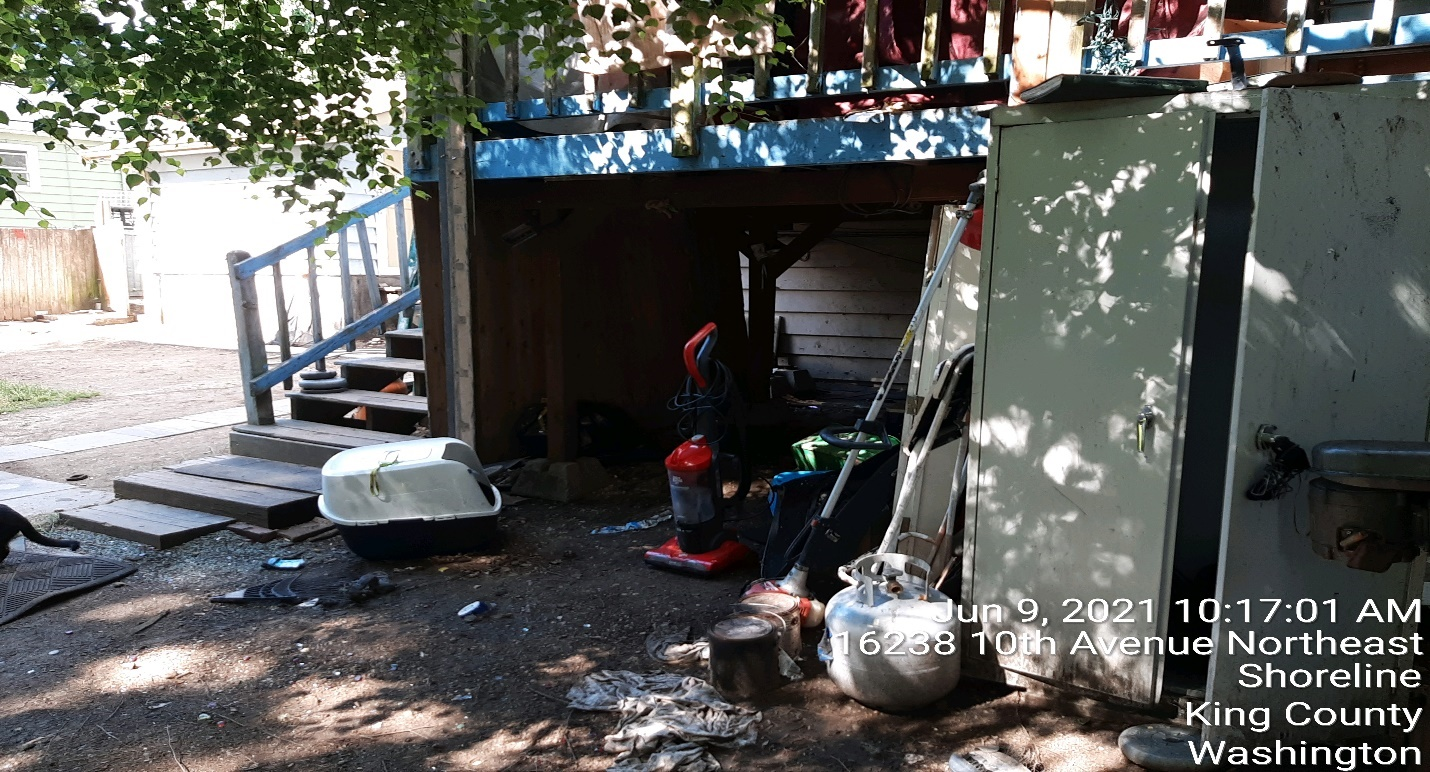 Jun 9, 2021 10:17:01 AM
16238 10th Avenue Northeast
Shoreline
King County
Washington